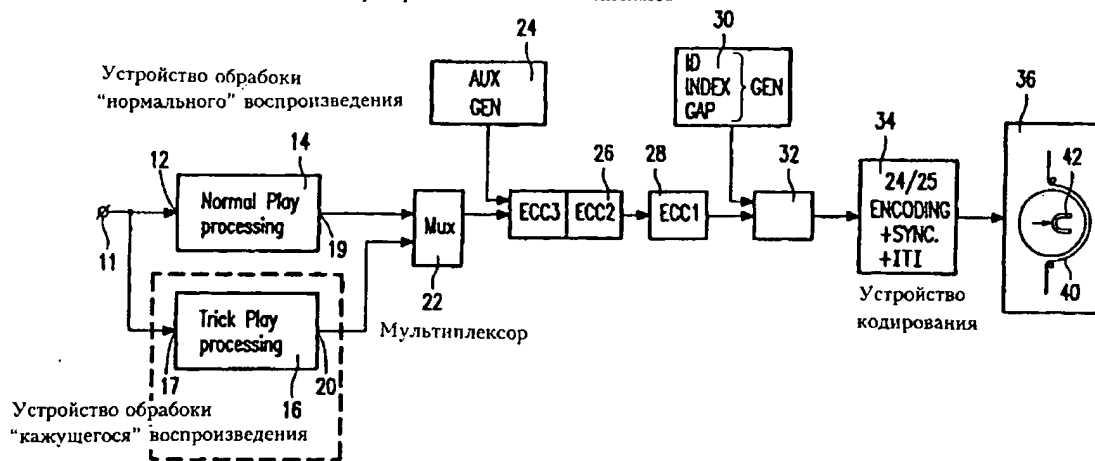 24
30
Устройство обрабоки
“нормального” воспроизведения
AUX
GEN
ID
INDEX
GAP
GEN
36
14
12
Normal Play
processing
19
11
Mux
22
26
ECC3
ECC2
28
ECC1
32
34
24/25
ENCODING
+SYNC.
+ITI
42
40
Устройство
кодирования
Мультиплексор
Trick Play
processing
17
16
20
Устройство обрабоки
“кажущегося” воспроизведения